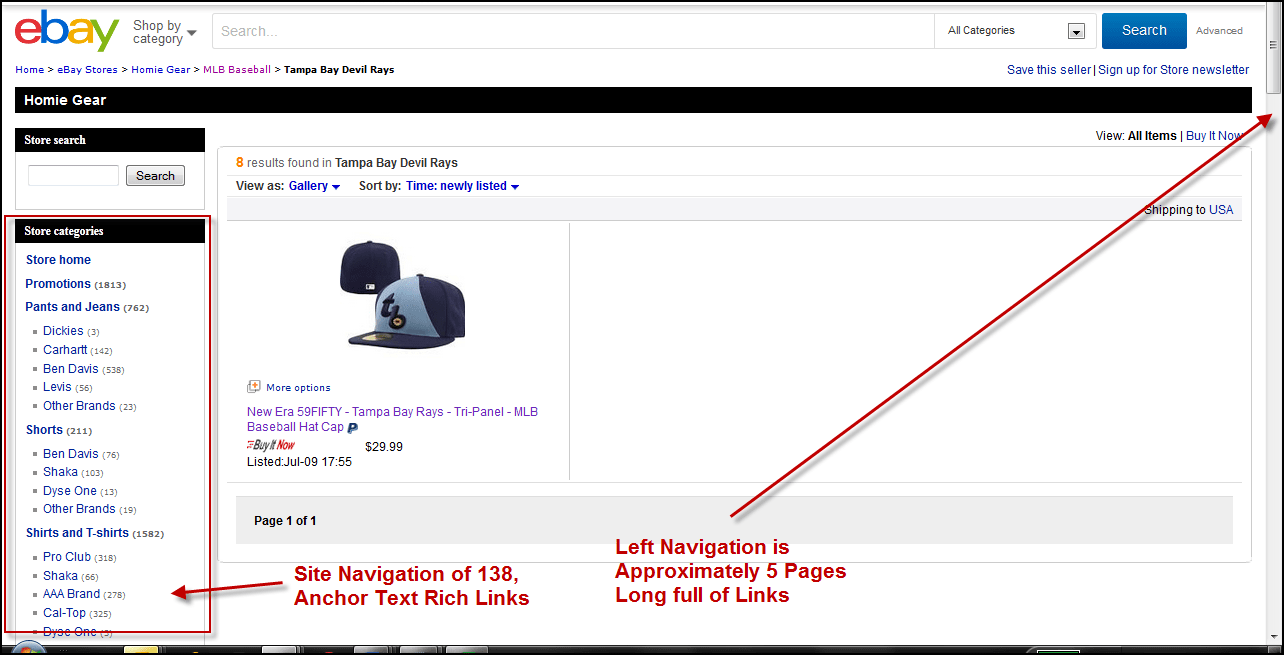 ebay
Shop by
category
Search...
All Categories
Search
Advanced
Home > eBay Stores > Homie Gear > MLB Baseball > Tampa Bay Devil Rays
Save this seller | Sign up for Store newsletter
Homie Gear
Store search
Search
View: All Items | Buy It Now
8 results found in Tampa Bay Devil Rays
View as: Gallery Sort by: Time: newly listed
Shipping to USA
Store categories
Store home
Promotions (1813)
Pants and Jeans (762)
Dickies (3)
Carhartt (142)
Ben Davis (538)
Levis (56)
Other Brands (23)
Shorts (211)
Ben Davis (76)
Shaka (103)
Dyse One (13)
Other Brands (19)
Shirts and T-shirts (1582)
Pro Club (318)
Shaka (66)
AAA Brand (278)
Cal-Top (325)
Dyse One (5)
tb
More options
New Era 59FIFTY - Tampa Bay Rays - Tri-Panel - MLB
Baseball Hat Cap
Buy It Now $29.99
Listed:Jul-09 17:55
Page 1 of 1
Site Navigation of 138,
Anchor Text Rich Links
Left Navigation is
Approximately 5 Pages
Long full of Links